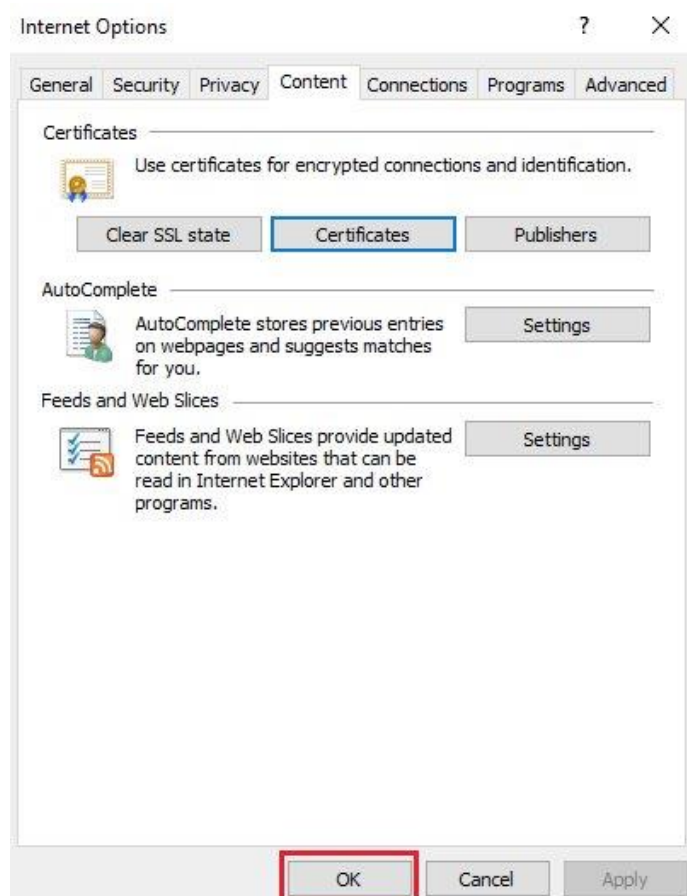 Internet Options
?
General Security Privacy Content Connections Programs Advanced
Certificates
Use certificates for encrypted connections and identification.
Clear SSL state Certificates Publishers
AutoComplete
AutoComplete stores previous entries
on webpages and suggests matches
for you.
Settings
Feeds and Web Slices
Feeds and Web Slices provide updated
content from websites that can be
read in Internet Explorer and other
programs.
Settings
OK Cancel Apply